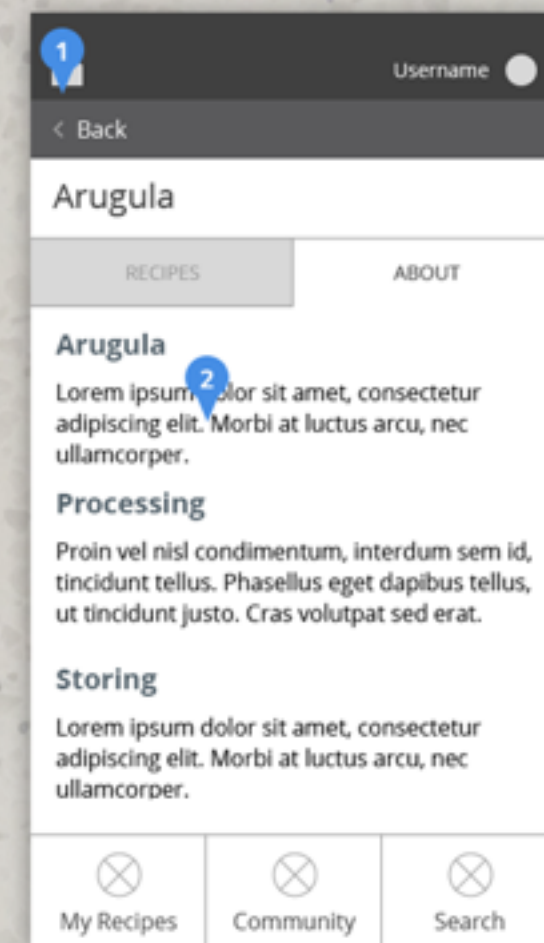 1
Username
< Back
Arugula
RECIPES ABOUT
Arugula
2
Lorem ipsum dolor sit amet, consectetur
adipiscing elit. Morbi at luctus arcu, nec
ullamcorper.
Processing
Proin vel nisl condimentum, interdum sem id,
tincidunt tellus. Phasellus eget dapibus tellus,
ut tincidunt justo. Cras volutpat sed erat.
Storing
Lorem ipsum dolor sit amet, consectetur
adipiscing elit. Morbi at luctus arcu, nec
ullamcorper.
My Recipes Community Search